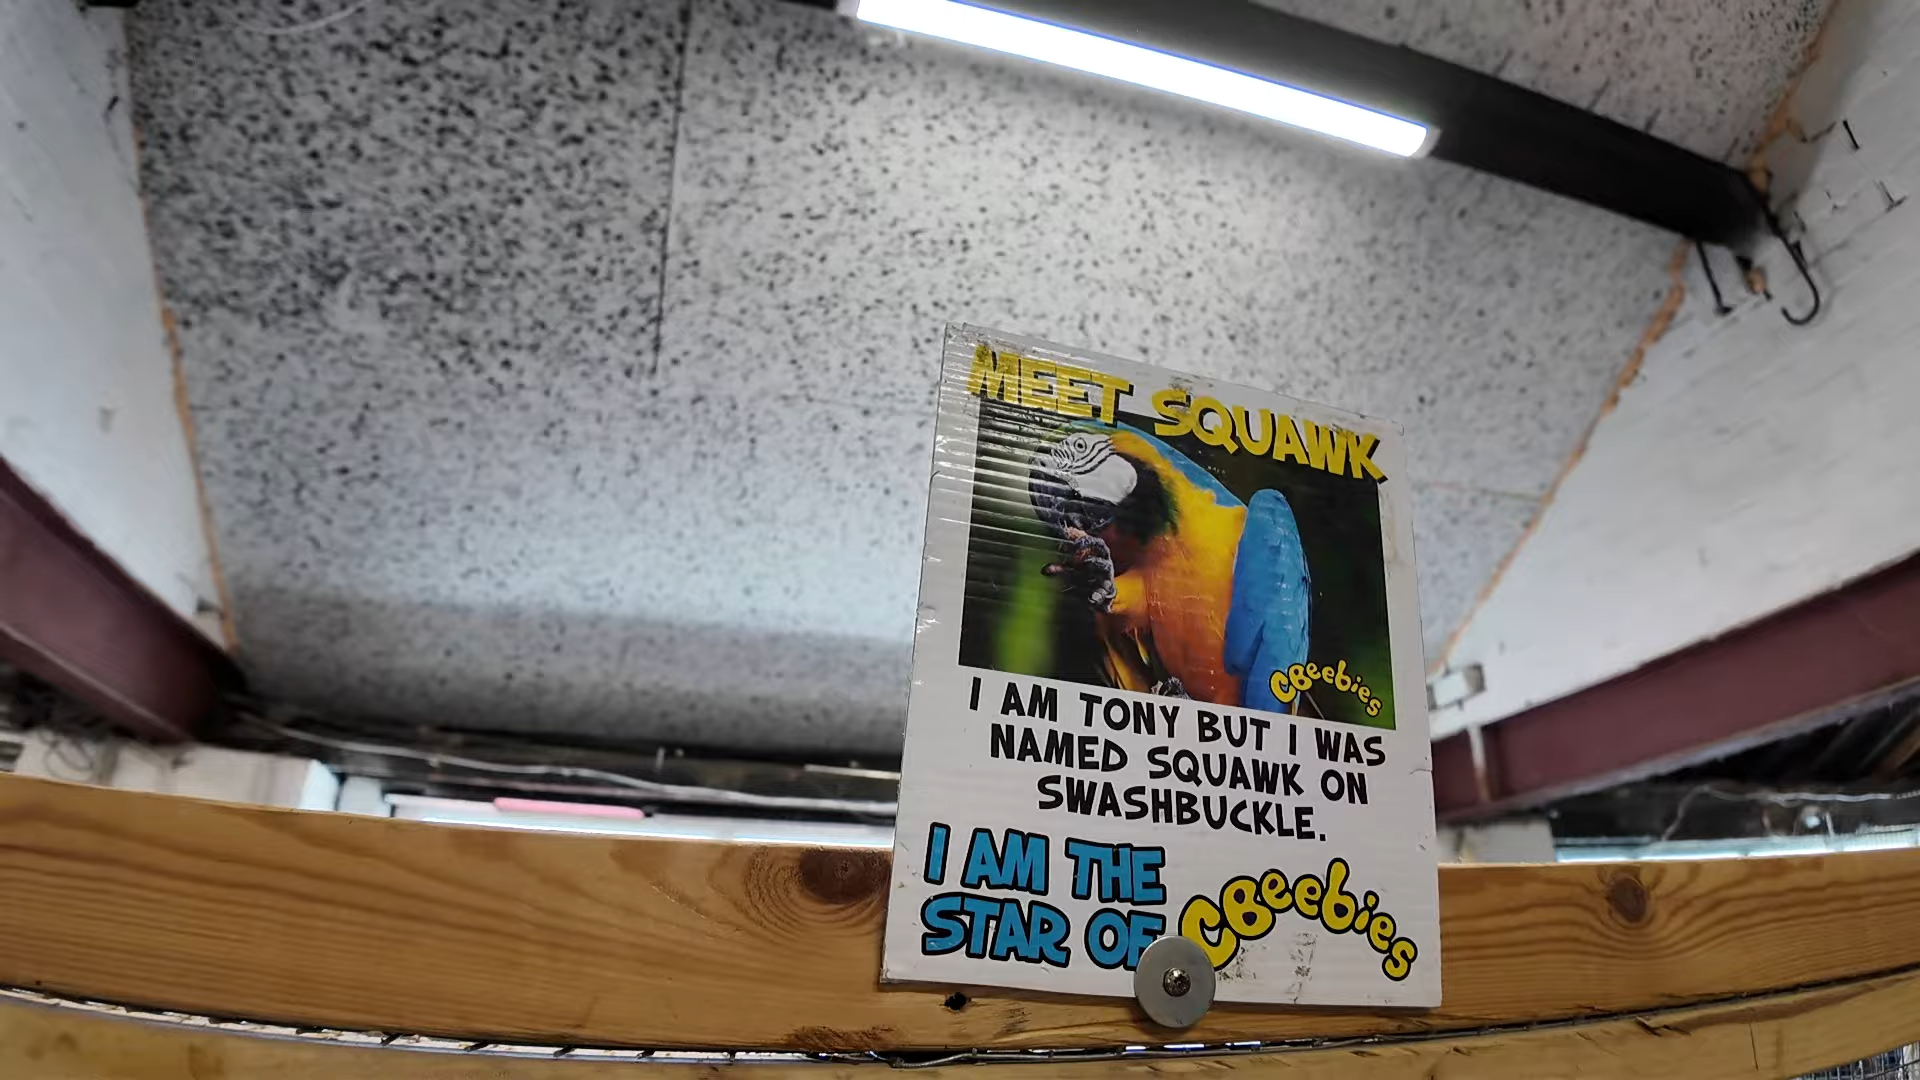 MEET SQUAWK
CBeebies
I AM TONY BUT I WAS
NAMED SQUAWK ON
SWASHBUCKLE.
I AM THE
STAR OF CBeebies